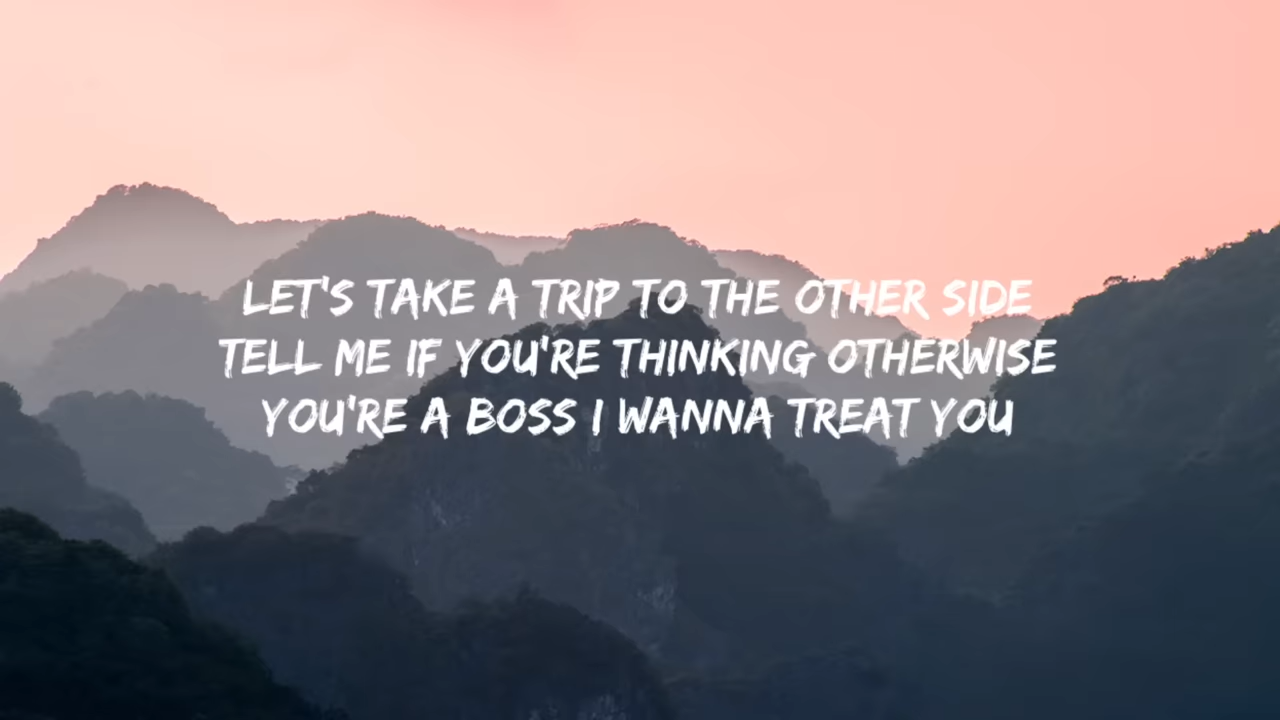 LET'S TAKE A TRIP TO THE OTHER SIDE
TELL ME IF YOU'RE THINKING OTHERWISE
YOU'RE A BOSS I WANNA TREAT YOU